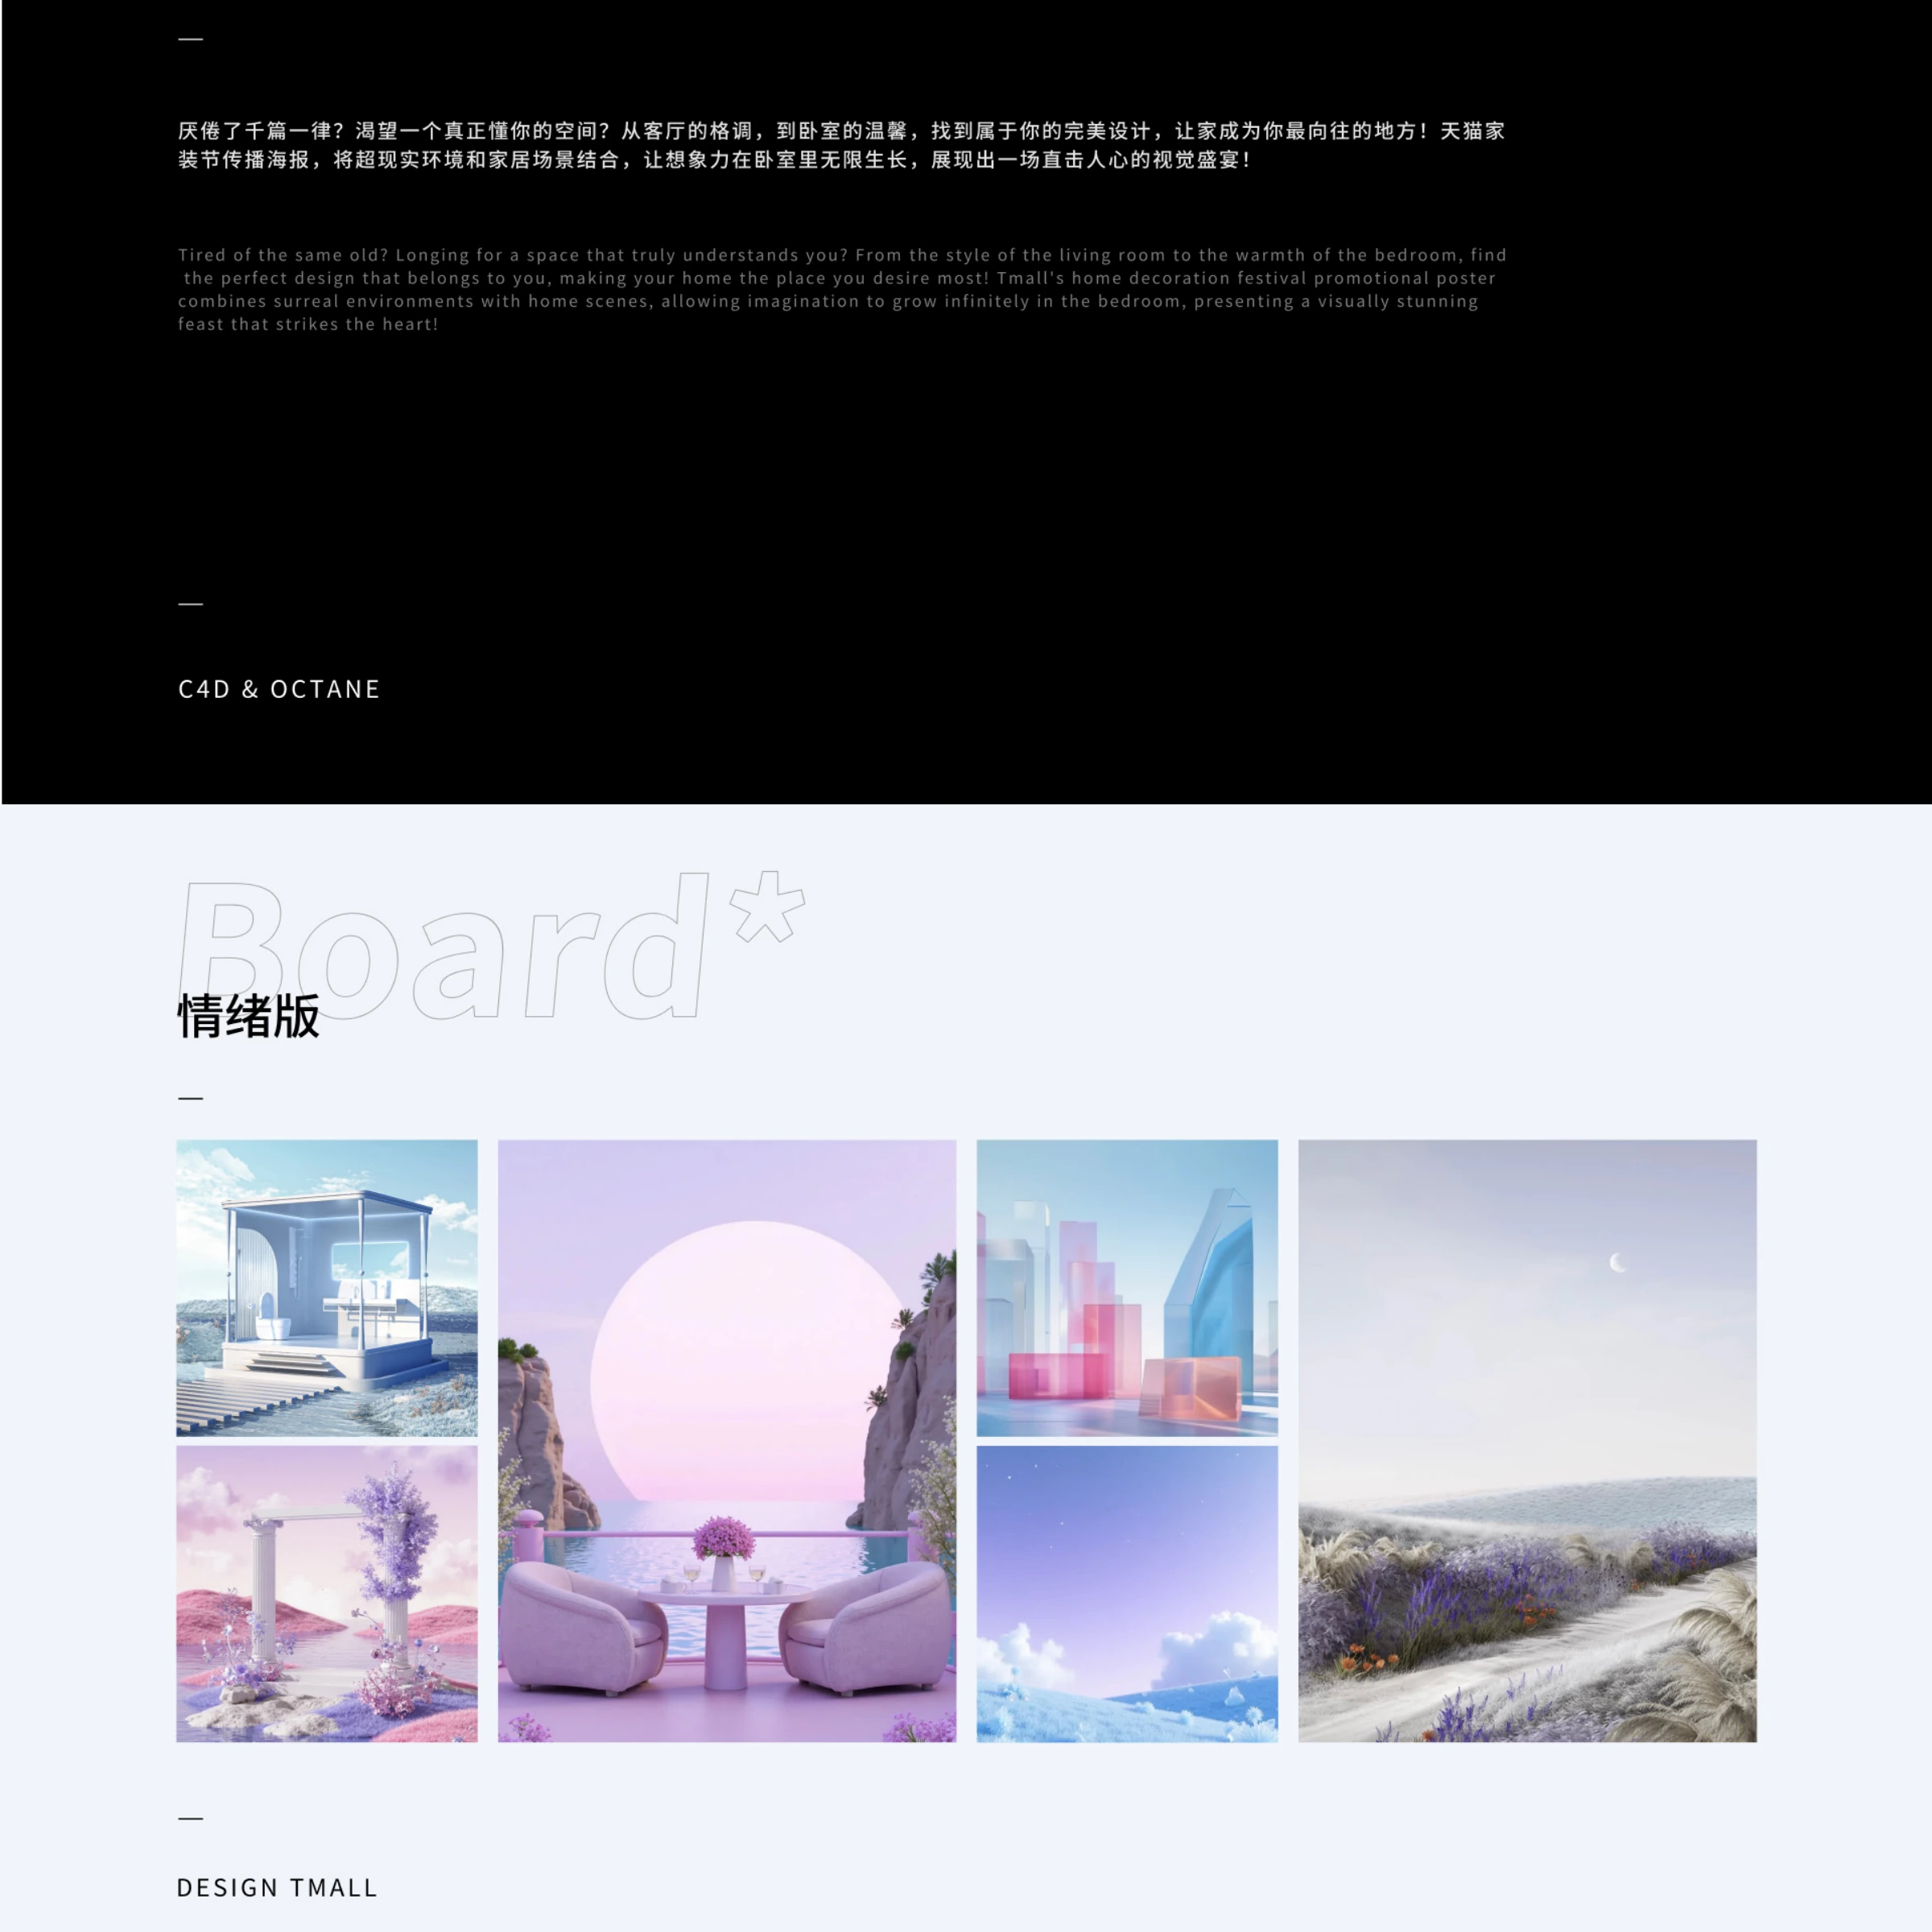 厌倦了千篇一律？渴望一个真正懂你的空间？从客厅的格调，到卧室的温馨，找到属于你的完美设计，让家成为你最向往的地方！天猫家
装节传播海报，将超现实环境和家居场景结合，让想象力在卧室里无限生长，展现出一场直击人心的视觉盛宴！
Tired of the same old? Longing for a space that truly understands you? From the style of the living room to the warmth of the bedroom, find
the perfect design that belongs to you, making your home the place you desire most! Tmall's home decoration festival promotional poster
combines surreal environments with home scenes, allowing imagination to grow infinitely in the bedroom, presenting a visually stunning
feast that strikes the heart!
C4D & OCTANE
Board*
情绪版
DESIGN TMALL